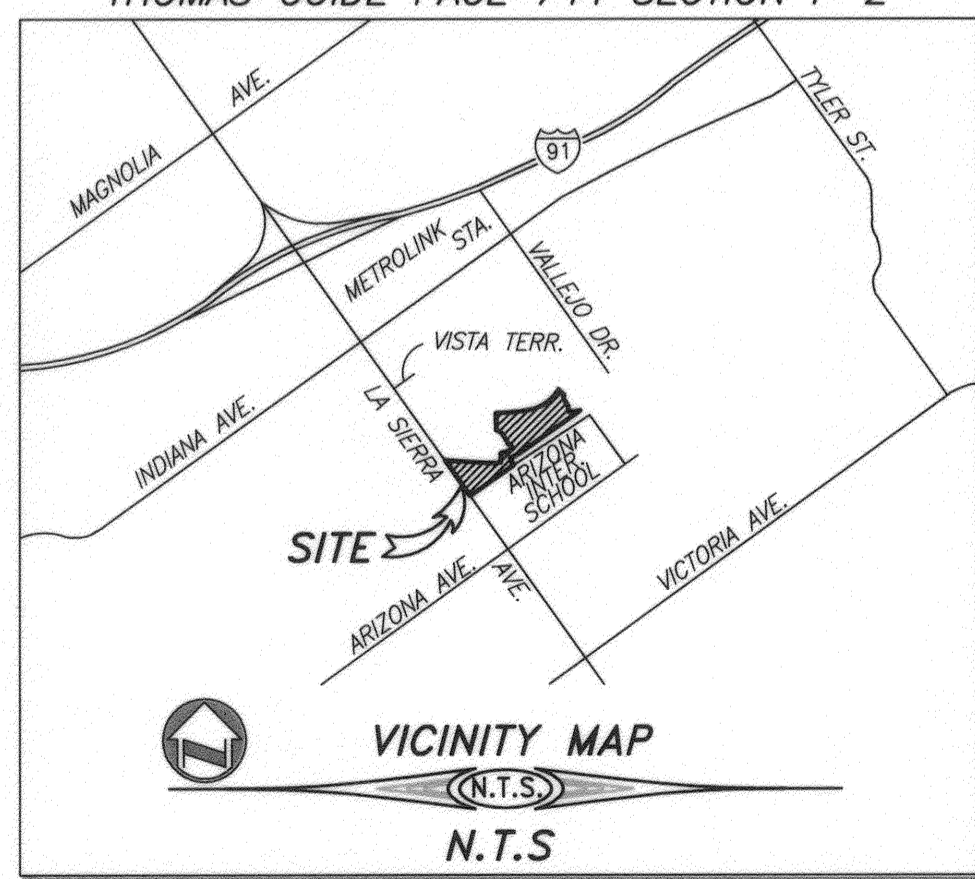 MAGNOLIA AVE.
91
TYLER ST.
METROLINK STA.
VALLEJO DR.
VISTA TERR.
INDIANA AVE.
LA SIERRA AVE.
ARIZONA
INTER.
SCHOOL
SITE
ARIZONA AVE.
VICTORIA AVE.
VICINITY MAP
N.T.S.
N.T.S